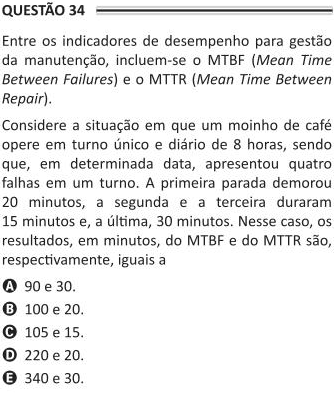 QUESTÃO 34
Entre os indicadores de desempenho para gestão
da manutenção, incluem-se o MTBF (Mean Time
Between Failures) e o MTTR (Mean Time Between
Repair).
Considere a situação em que um moinho de café
opere em turno único e diário de 8 horas, sendo
que, em determinada data, apresentou quatro
falhas em um turno. A primeira parada demorou
20 minutos, a segunda e a terceira duraram
15 minutos e, a última, 30 minutos. Nesse caso, os
resultados, em minutos, do MTBF e do MTTR são,
respectivamente, iguais a
A 90 e 30.
B 100 e 20.
C 105 e 15.
D 220 e 20.
E 340 e 30.